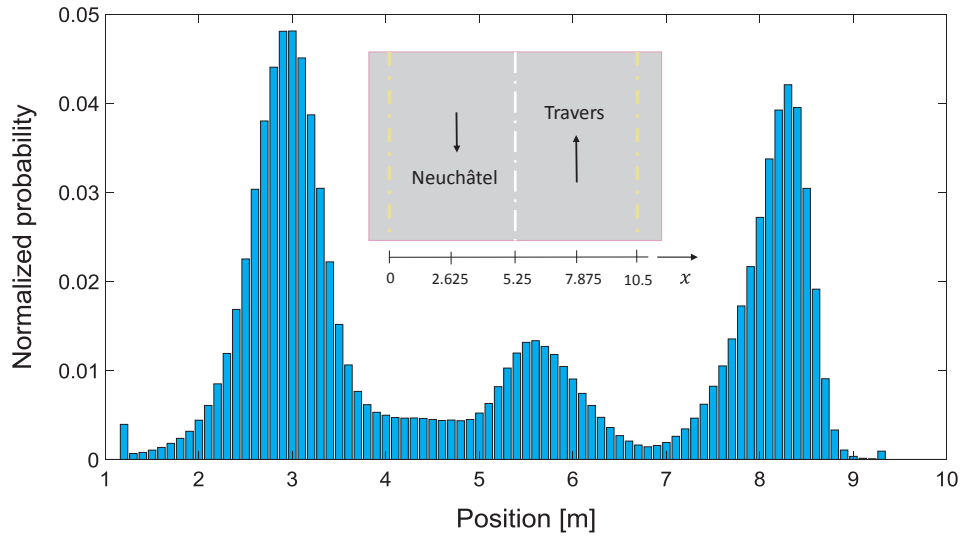 0.05
0.04
0.03
0.02
0.01
0
Normalized probability
Travers
Neuchâtel
0 2.625 5.25 7.875 10.5 x
1 2 3 4 5 6 7 8 9 10
Position [m]